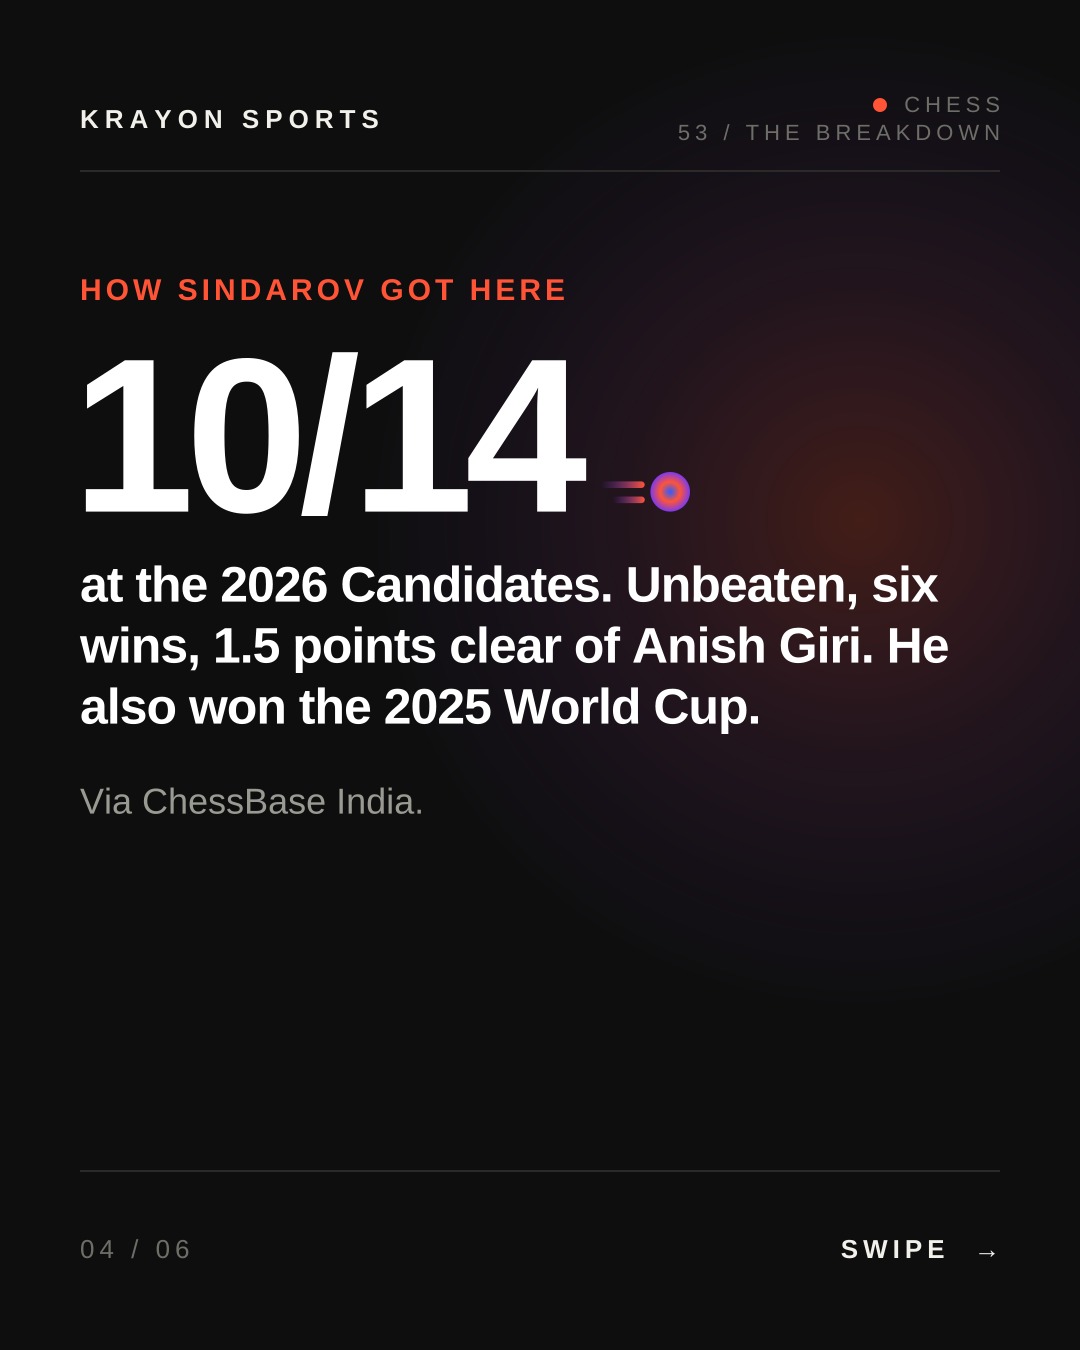 KRAYON SPORTS
CHESS
53 / THE BREAKDOWN
HOW SINDAROV GOT HERE
10/14
at the 2026 Candidates. Unbeaten, six
wins, 1.5 points clear of Anish Giri. He
also won the 2025 World Cup.
Via ChessBase India.
04 / 06
SWIPE →